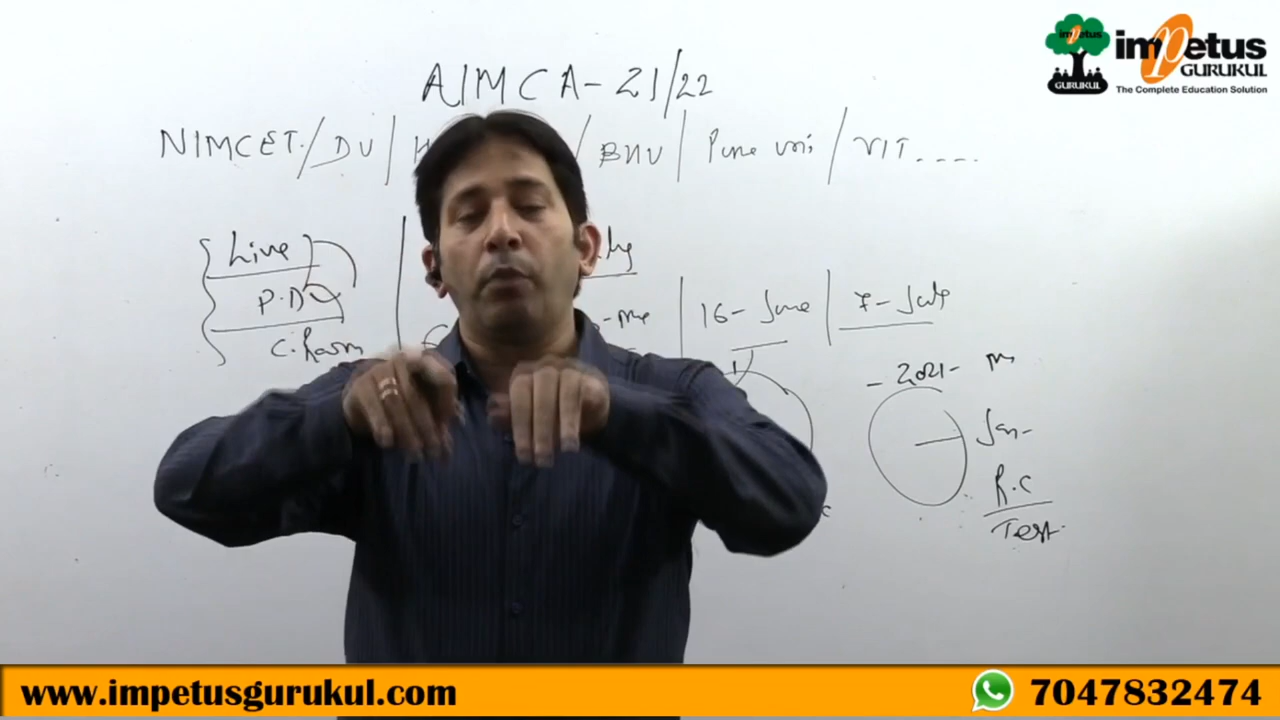 impetus
GURUKUL
impetus
GURUKUL
The Complete Education Solution
AIMCA - 21/22
NIMCET / DU / H / BHU / Pune / VIT ....
Live
P.D
C. Room
16 - June
7 - July
- 2021 -
Jan -
R.C
Test
www.impetusgurukul.com
7047832474